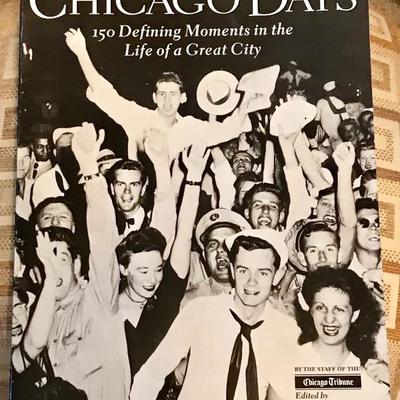 CHICAGO DAYS
150 Defining Moments in the
Life of a Great City
BY THE STAFF OF THE
Chicago Tribune
Edited by